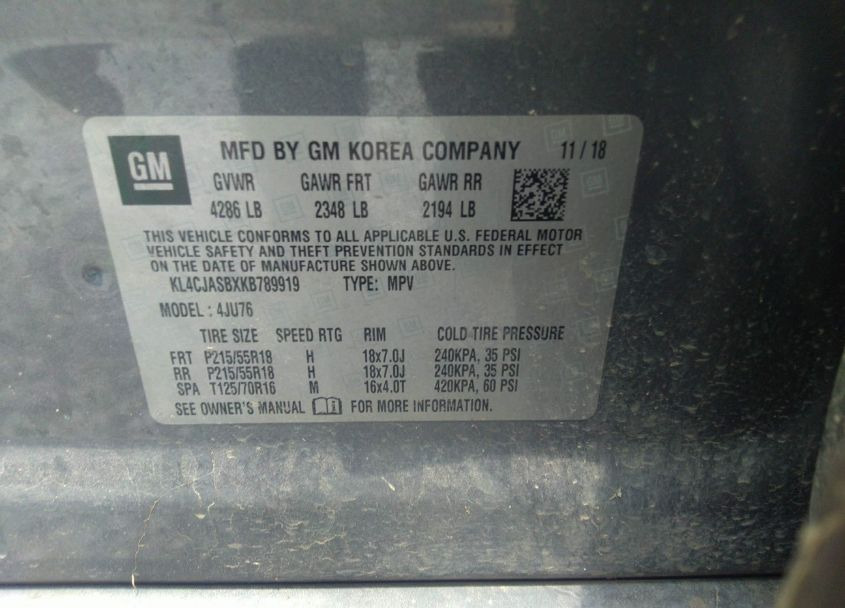 GM MFD BY GM KOREA COMPANY 11 / 18
GVWR GAWR FRT GAWR RR
4286 LB 2348 LB 2194 LB
THIS VEHICLE CONFORMS TO ALL APPLICABLE U.S. FEDERAL MOTOR
VEHICLE SAFETY AND THEFT PREVENTION STANDARDS IN EFFECT
ON THE DATE OF MANUFACTURE SHOWN ABOVE.
KL4CJASBXKB789919 TYPE: MPV
MODEL : 4JU76
TIRE SIZE SPEED RTG RIM COLD TIRE PRESSURE
FRT P215/55R18 H 18x7.0J 240KPA, 35 PSI
RR P215/55R18 H 18x7.0J 240KPA, 35 PSI
SPA T125/70R16 M 16x4.0T 420KPA, 60 PSI
SEE OWNER'S MANUAL FOR MORE INFORMATION.